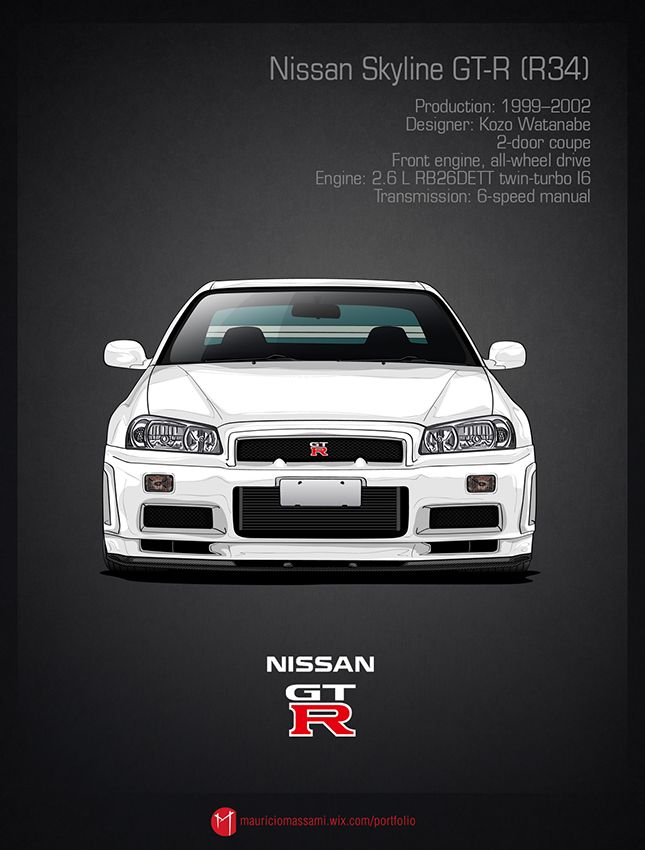 Nissan Skyline GT-R (R34)
Production: 1999–2002
Designer: Kozo Watanabe
2-door coupe
Front engine, all-wheel drive
Engine: 2.6 L RB26DETT twin-turbo I6
Transmission: 6-speed manual
GT
R
NISSAN
GT
R
mauriciomassami.wix.com/portfolio